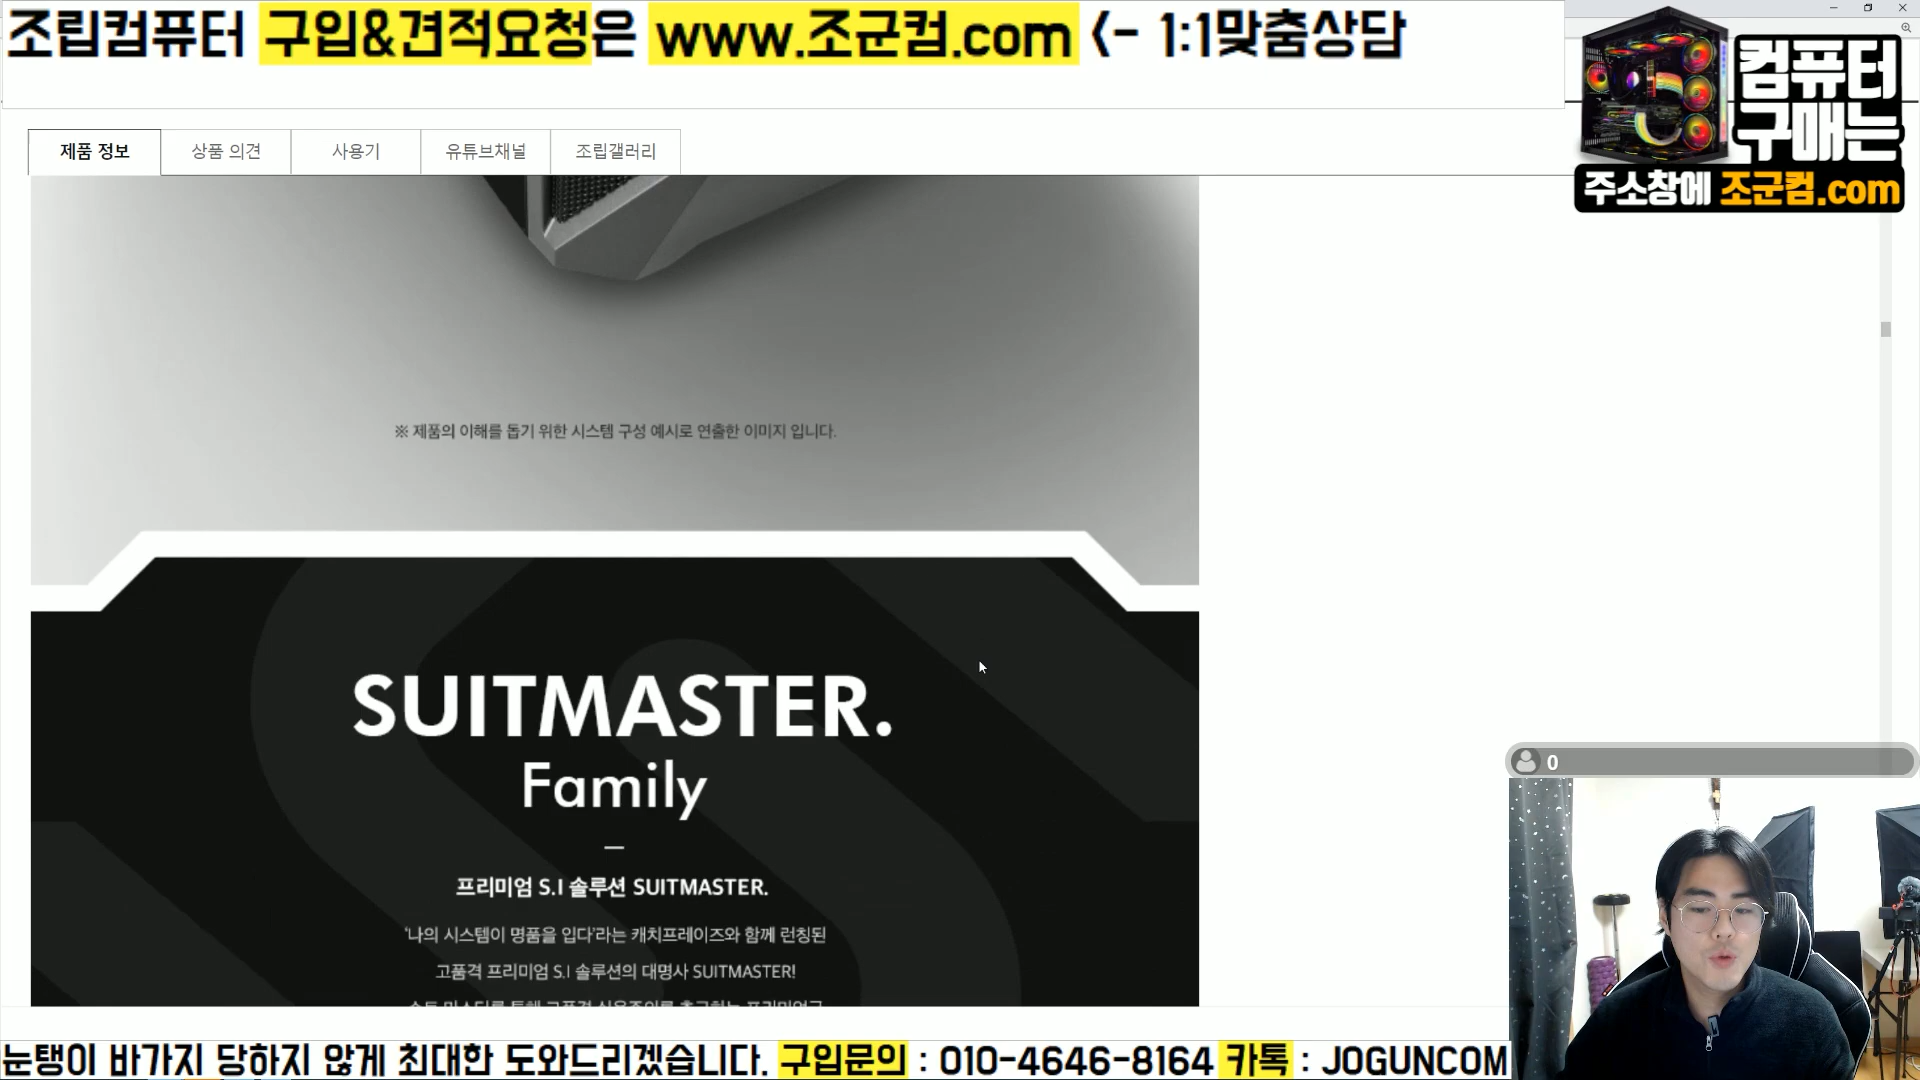 조립컴퓨터 구입&견적요청은 www.조군컴.com <- 1:1맞춤상담
컴퓨터
구매는
주소창에 조군컴.com
제품 정보
상품 의견
사용기
유튜브채널
조립갤러리
※ 제품의 이해를 돕기 위한 시스템 구성 예시로 연출한 이미지 입니다.
SUITMASTER.
Family
프리미엄 S.I 솔루션 SUITMASTER.
'나의 시스템이 명품을 입다'라는 캐치프레이즈와 함께 런칭된
고품격 프리미엄 S.I 솔루션의 대명사 SUITMASTER!
0
눈탱이 바가지 당하지 않게 최대한 도와드리겠습니다. 구입문의 : 010-4646-8164 카톡 : JOGUNCOM